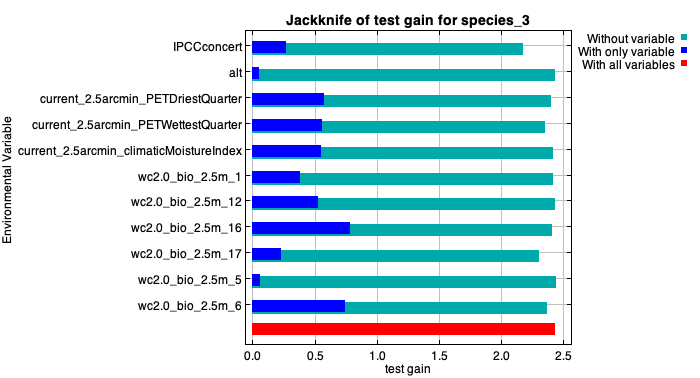 Jackknife of test gain for species_3
Without variable
With only variable
With all variables
Environmental Variable
IPCCconcert
alt
current_2.5arcmin_PETDriestQuarter
current_2.5arcmin_PETWettestQuarter
current_2.5arcmin_climaticMoistureIndex
wc2.0_bio_2.5m_1
wc2.0_bio_2.5m_12
wc2.0_bio_2.5m_16
wc2.0_bio_2.5m_17
wc2.0_bio_2.5m_5
wc2.0_bio_2.5m_6
0.0 0.5 1.0 1.5 2.0 2.5
test gain